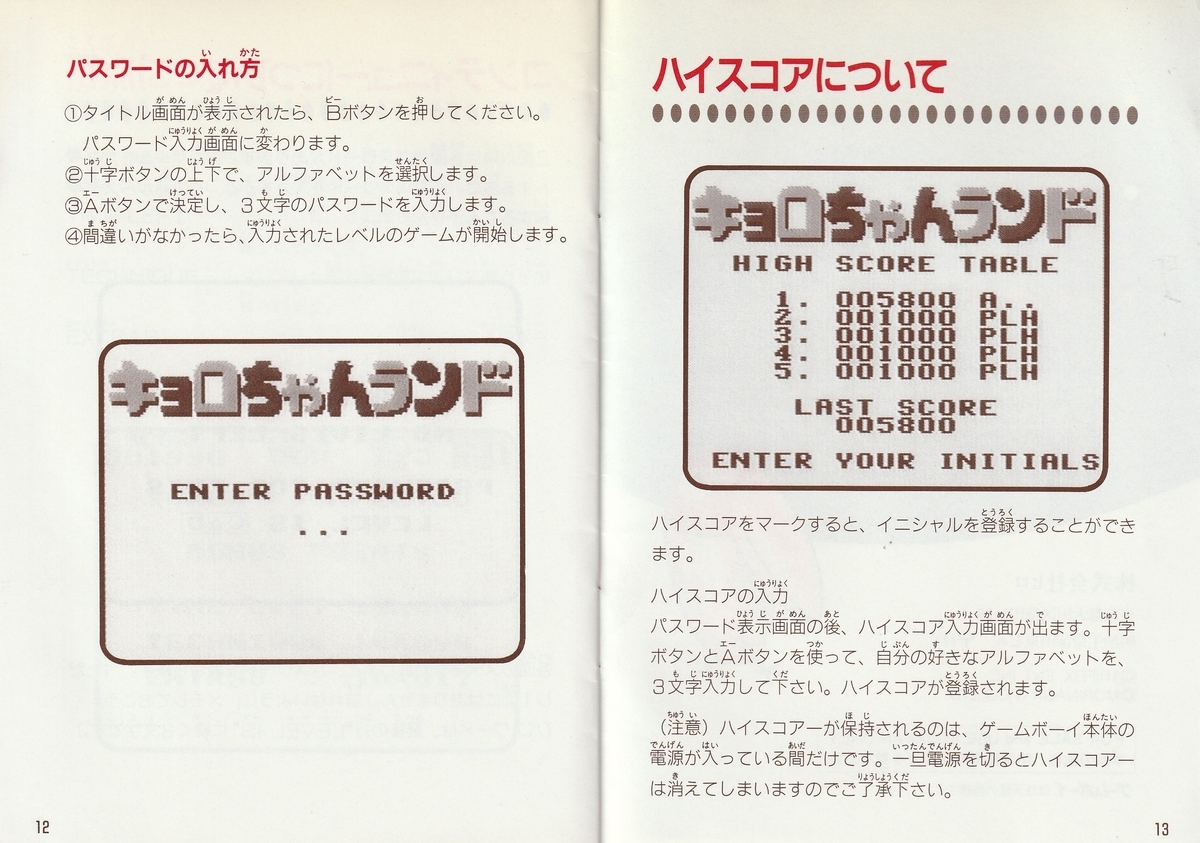 パスワードの入れ方
①タイトル画面が表示されたら、Bボタンを押してください。
パスワード入力画面に変わります。
②十字ボタンの上下で、アルファベットを選択します。
③Aボタンで決定し、3文字のパスワードを入力します。
④間違いがなかったら、入力されたレベルのゲームが開始します。
キョロちゃんランド
ENTER PASSWORD
...
12
ハイスコアについて
キョロちゃんランド
HIGH SCORE TABLE
1. 005800 A..
2. 001000 PLH
3. 001000 PLH
4. 001000 PLH
5. 001000 PLH
LAST SCORE
005800
ENTER YOUR INITIALS
ハイスコアをマークすると、イニシャルを登録することができ
ます。
ハイスコアの入力
パスワード表示画面の後、ハイスコア入力画面が出ます。十字
ボタンとAボタンを使って、自分の好きなアルファベットを、
3文字入力して下さい。ハイスコアが登録されます。
（注意）ハイスコアーが保持されるのは、ゲームボーイ本体の
電源が入っている間だけです。一旦電源を切るとハイスコアー
は消えてしまいますのでご了承下さい。
13